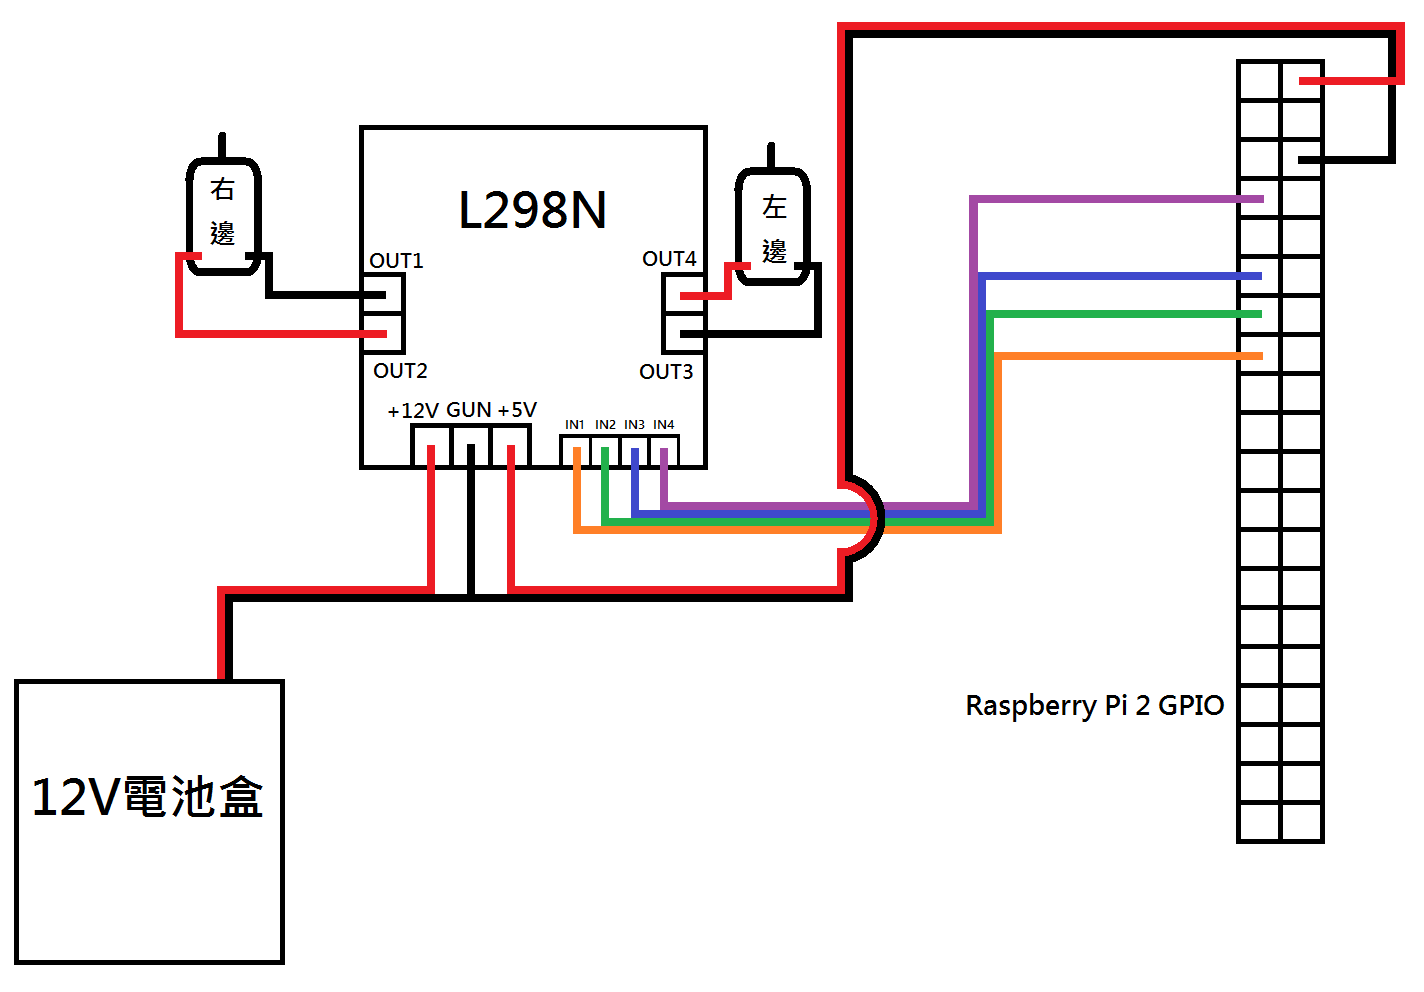 右
邊
L298N
左
邊
OUT1
OUT4
OUT2
OUT3
+12V GUN +5V
IN1 IN2 IN3 IN4
Raspberry Pi 2 GPIO
12V電池盒